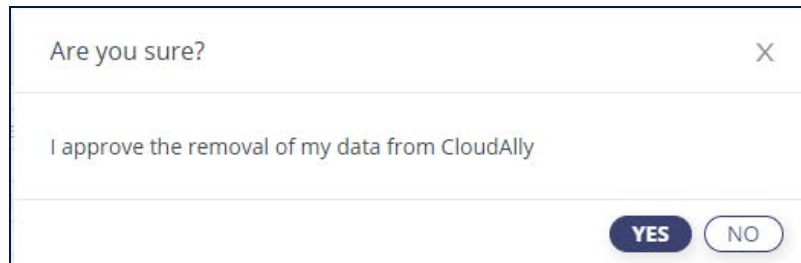 Are you sure?
X
I approve the removal of my data from CloudAlly
YES NO